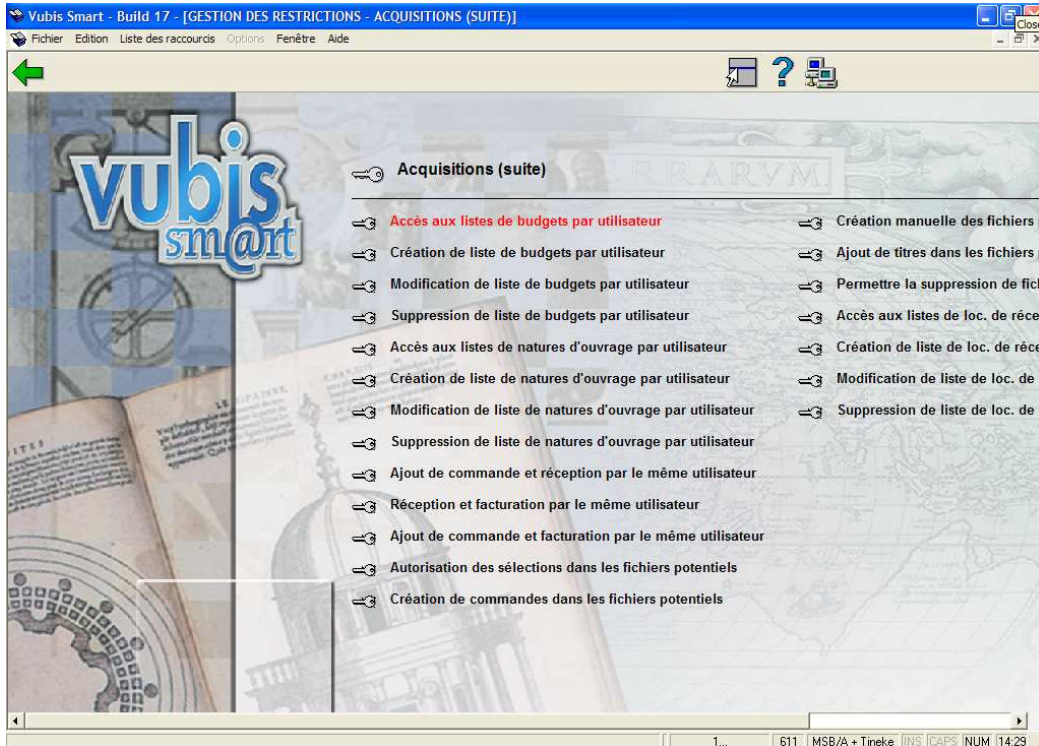 Vubis Smart - Build 17 - [GESTION DES RESTRICTIONS - ACQUISITIONS (SUITE)]
Close
Fichier Edition Liste des raccourcis Options Fenêtre Aide
vubis
sm@rt
RRARVM
Acquisitions (suite)
Accès aux listes de budgets par utilisateur
Création de liste de budgets par utilisateur
Modification de liste de budgets par utilisateur
Suppression de liste de budgets par utilisateur
Accès aux listes de natures d'ouvrage par utilisateur
Création de liste de natures d'ouvrage par utilisateur
Modification de liste de natures d'ouvrage par utilisateur
Suppression de liste de natures d'ouvrage par utilisateur
Ajout de commande et réception par le même utilisateur
Réception et facturation par le même utilisateur
Ajout de commande et facturation par le même utilisateur
Autorisation des sélections dans les fichiers potentiels
Création de commandes dans les fichiers potentiels
Création manuelle des fichiers
Ajout de titres dans les fichiers
Permettre la suppression de
Accès aux listes de loc. de
Création de liste de loc. de
Modification de liste de loc. de
Suppression de liste de loc. de
1... 611 MSB/A + Tineke INS CAPS NUM 14:29